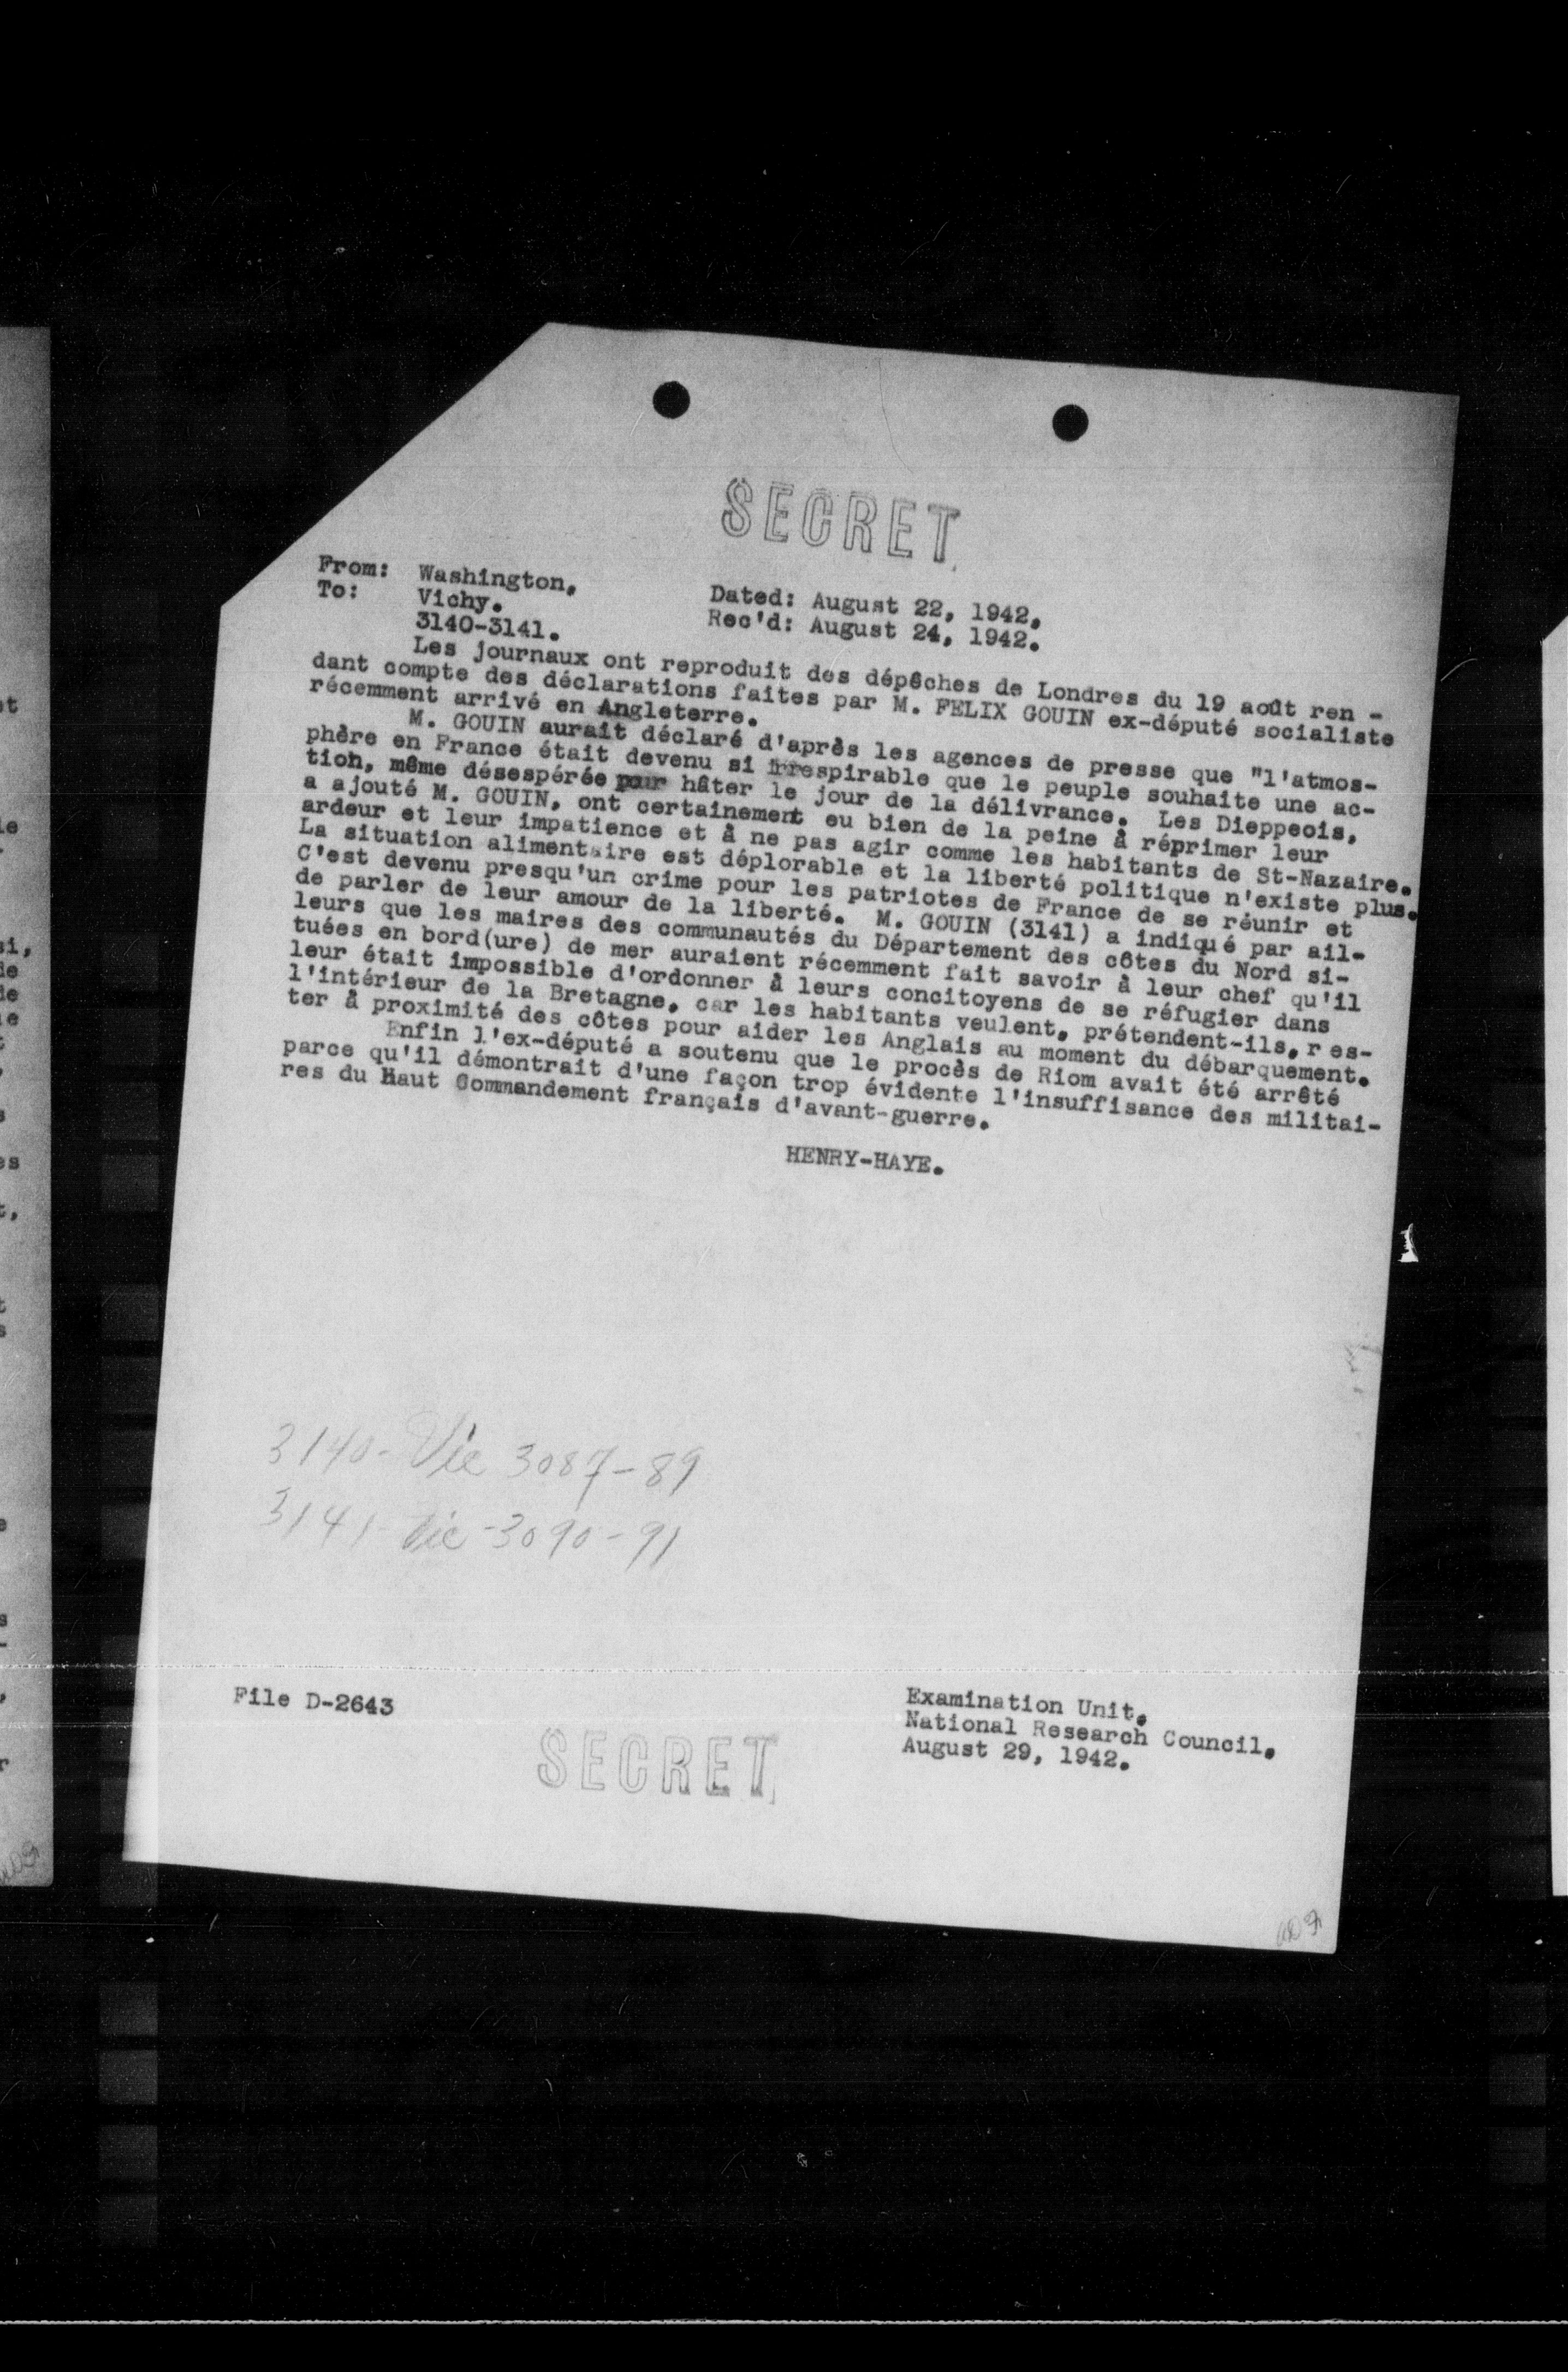 SECRET
From: Washington. Dated: August 22, 1942.
To: Vichy. Rec'd: August 24, 1942.
3140-3141.
Les journaux ont reproduit des dépêches de Londres du 19 août ren -
dant compte des déclarations faites par M. FELIX GOUIN ex-député socialiste
récemment arrivé en Angleterre.
M. GOUIN aurait déclaré d'après les agences de presse que "l'atmos-
phère en France était devenu si irrespirable que le peuple souhaite une ac-
tion, même désespérée pour hâter le jour de la délivrance. Les Dieppeois,
a ajouté M. GOUIN, ont certainement eu bien de la peine à réprimer leur
ardeur et leur impatience et à ne pas agir comme les habitants de St-Nazaire.
La situation alimentaire est déplorable et la liberté politique n'existe plus.
C'est devenu presqu'un crime pour les patriotes de France de se réunir et
de parler de leur amour de la liberté. M. GOUIN (3141) a indiqué par ail-
leurs que les maires des communautés du Département des côtes du Nord si-
tuées en bord(ure) de mer auraient récemment fait savoir à leur chef qu'il
leur était impossible d'ordonner à leurs concitoyens de se réfugier dans
l'intérieur de la Bretagne, car les habitants veulent, prétendent-ils, r es-
ter à proximité des côtes pour aider les Anglais au moment du débarquement.
Enfin l'ex-député a soutenu que le procès de Riom avait été arrêté
parce qu'il démontrait d'une façon trop évidente l'insuffisance des militai-
res du Haut Commandement français d'avant-guerre.
HENRY-HAYE.
3140-Vic 3087-89
3141-Vic-3090-91
File D-2643
Examination Unit.
National Research Council.
August 29, 1942.
SECRET